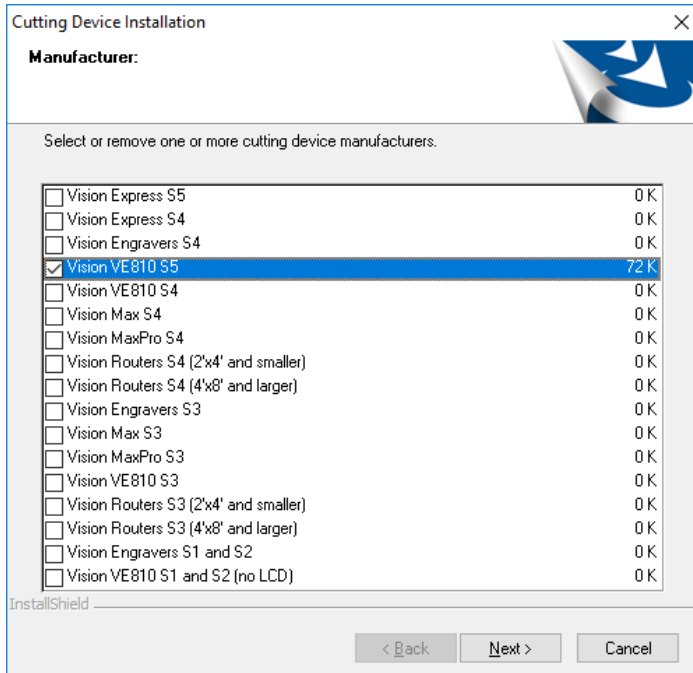 Cutting Device Installation
Manufacturer:
Select or remove one or more cutting device manufacturers.
Vision Express S5 0 K
Vision Express S4 0 K
Vision Engravers S4 0 K
Vision VE810 S5 72 K
Vision VE810 S4 0 K
Vision Max S4 0 K
Vision MaxPro S4 0 K
Vision Routers S4 (2'x4' and smaller) 0 K
Vision Routers S4 (4'x8' and larger) 0 K
Vision Engravers S3 0 K
Vision Max S3 0 K
Vision MaxPro S3 0 K
Vision VE810 S3 0 K
Vision Routers S3 (2'x4' and smaller) 0 K
Vision Routers S3 (4'x8' and larger) 0 K
Vision Engravers S1 and S2 0 K
Vision VE810 S1 and S2 (no LCD) 0 K
InstallShield
< Back Next > Cancel